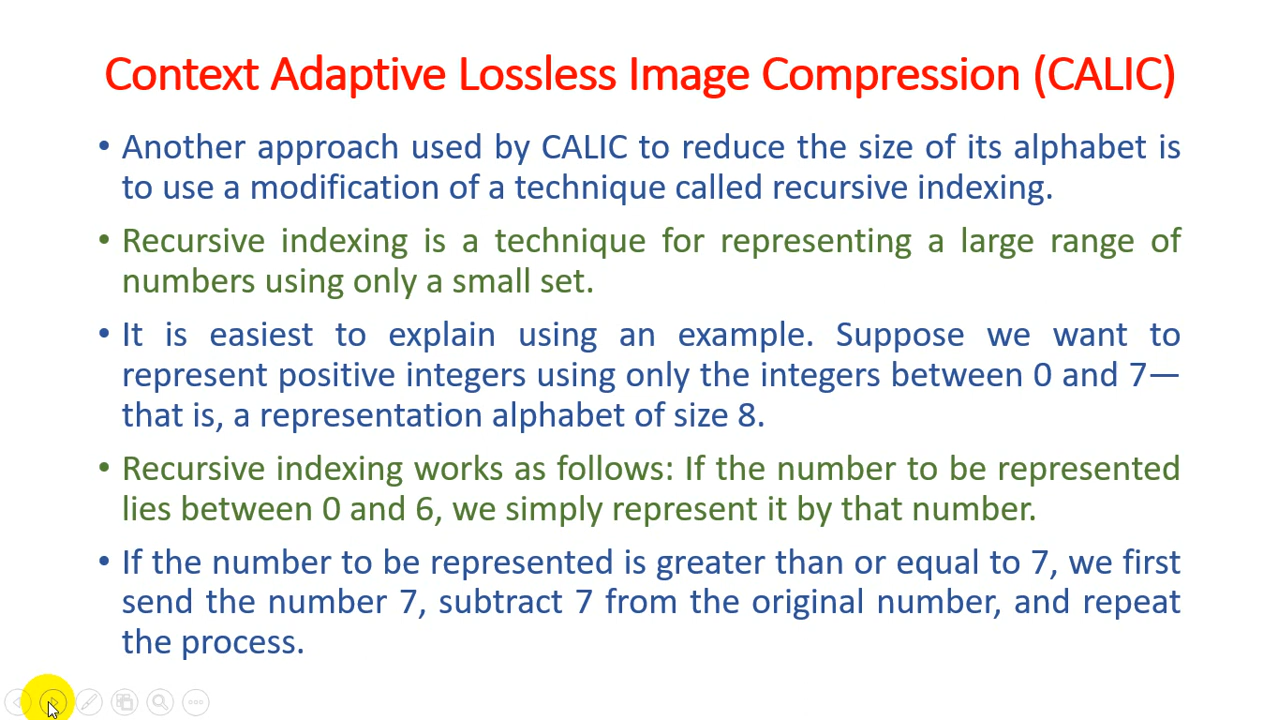 Context Adaptive Lossless Image Compression (CALIC)
• Another approach used by CALIC to reduce the size of its alphabet is
to use a modification of a technique called recursive indexing.
• Recursive indexing is a technique for representing a large range of
numbers using only a small set.
• It is easiest to explain using an example. Suppose we want to
represent positive integers using only the integers between 0 and 7—
that is, a representation alphabet of size 8.
• Recursive indexing works as follows: If the number to be represented
lies between 0 and 6, we simply represent it by that number.
• If the number to be represented is greater than or equal to 7, we first
send the number 7, subtract 7 from the original number, and repeat
the process.